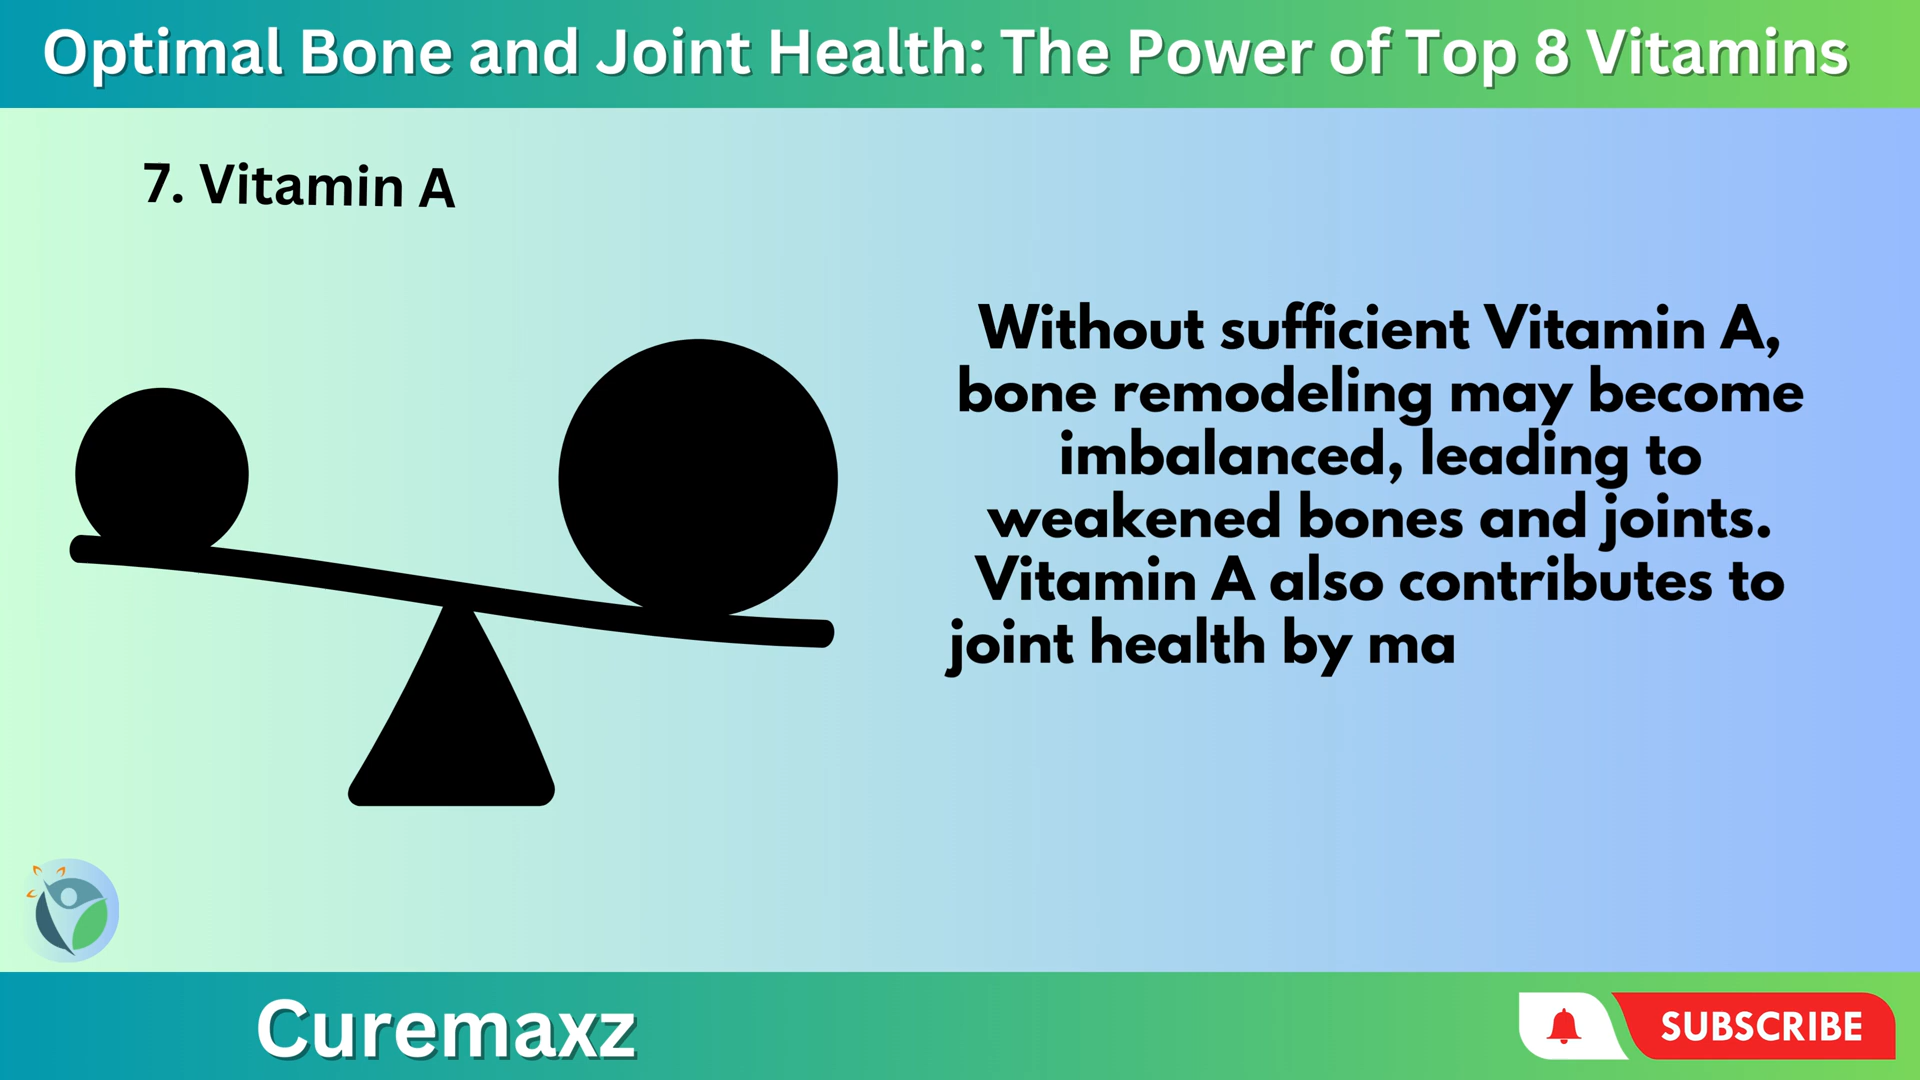 Optimal Bone and Joint Health: The Power of Top 8 Vitamins
7. Vitamin A
Without sufficient Vitamin A,
bone remodeling may become
imbalanced, leading to
weakened bones and joints.
Vitamin A also contributes to
joint health by ma
Curemaxz
SUBSCRIBE